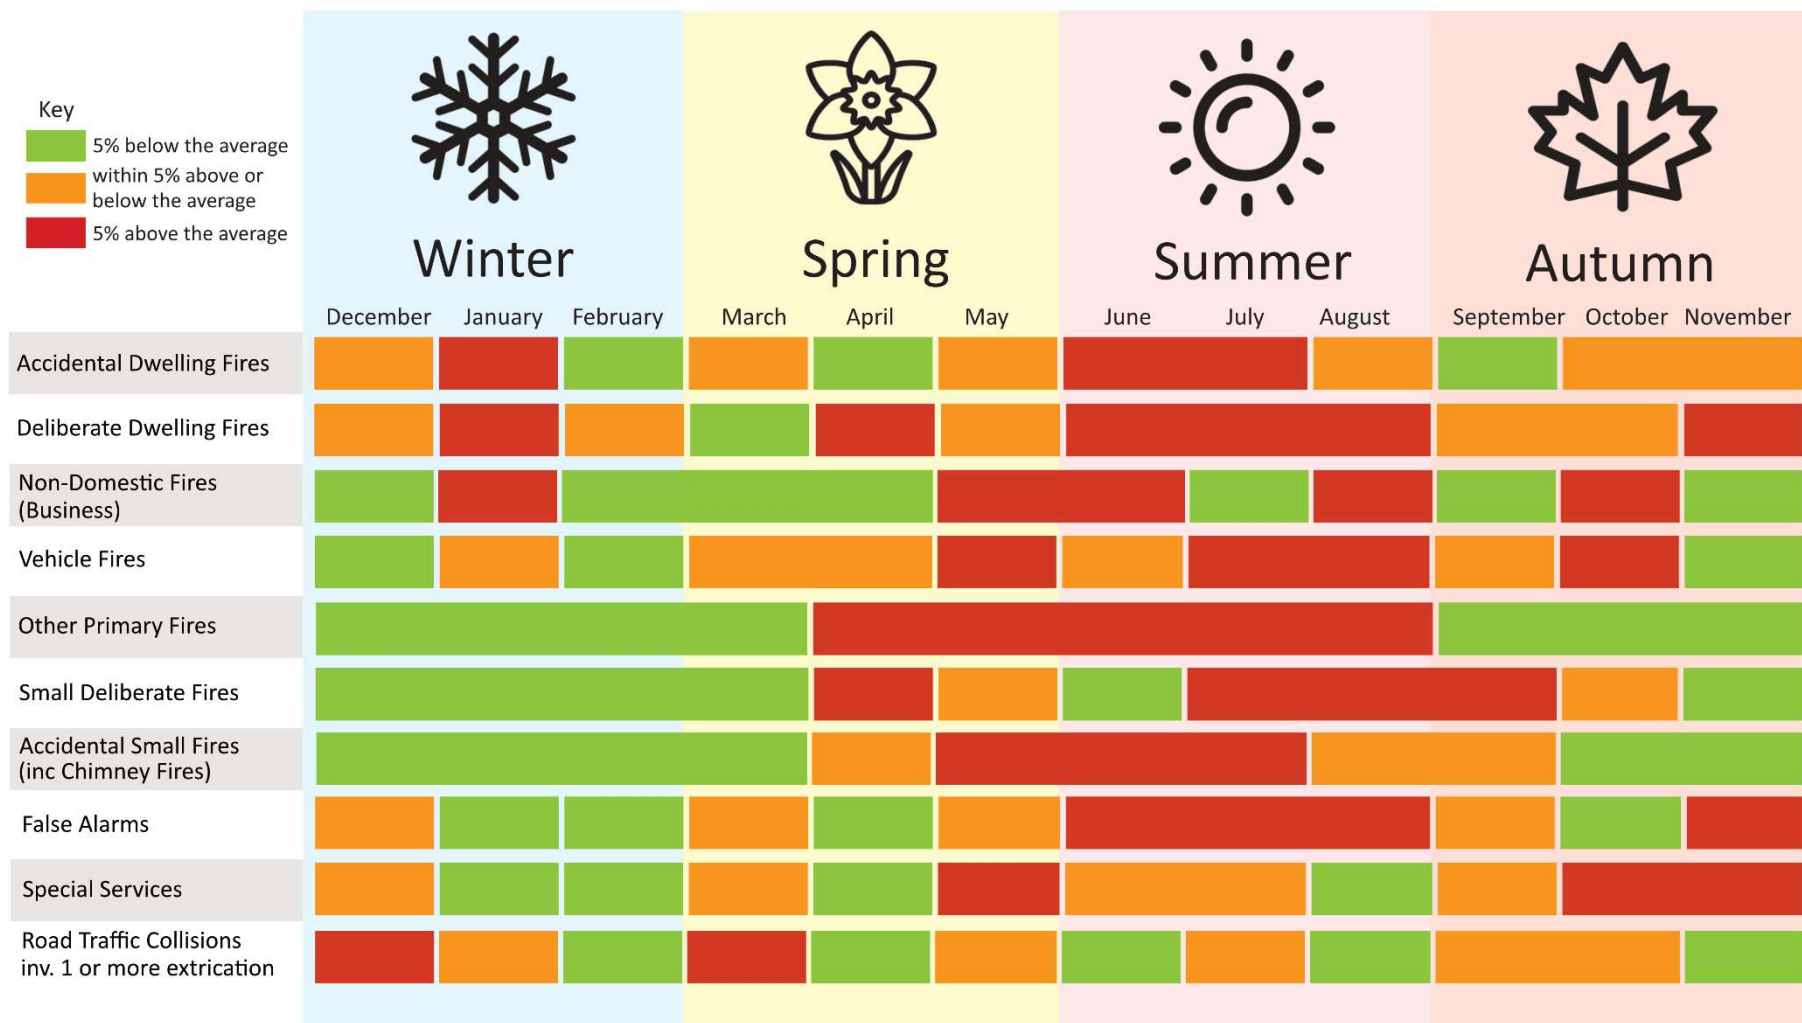 Key
5% below the average
within 5% above or
below the average
5% above the average
Winter
Spring
Summer
Autumn
December January February March April May June July August September October November
Accidental Dwelling Fires
Deliberate Dwelling Fires
Non-Domestic Fires
(Business)
Vehicle Fires
Other Primary Fires
Small Deliberate Fires
Accidental Small Fires
(inc Chimney Fires)
False Alarms
Special Services
Road Traffic Collisions
inv. 1 or more extrication